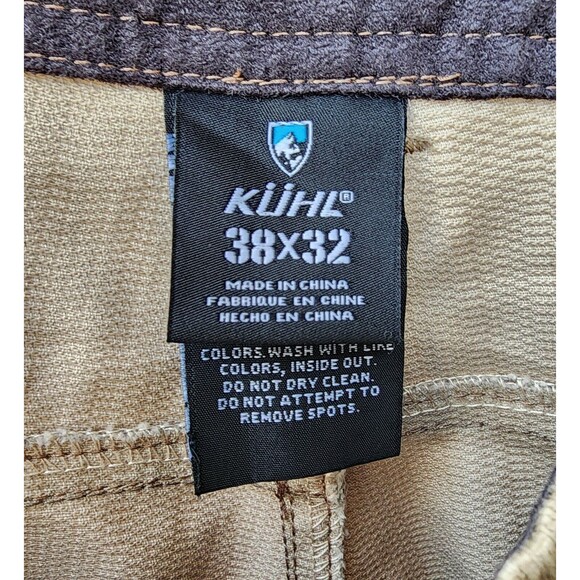 KÜHL®
38X32
MADE IN CHINA
FABRIQUE EN CHINE
HECHO EN CHINA
COLORS. WASH WITH LIKE
COLORS, INSIDE OUT.
DO NOT DRY CLEAN.
DO NOT ATTEMPT TO
REMOVE SPOTS.